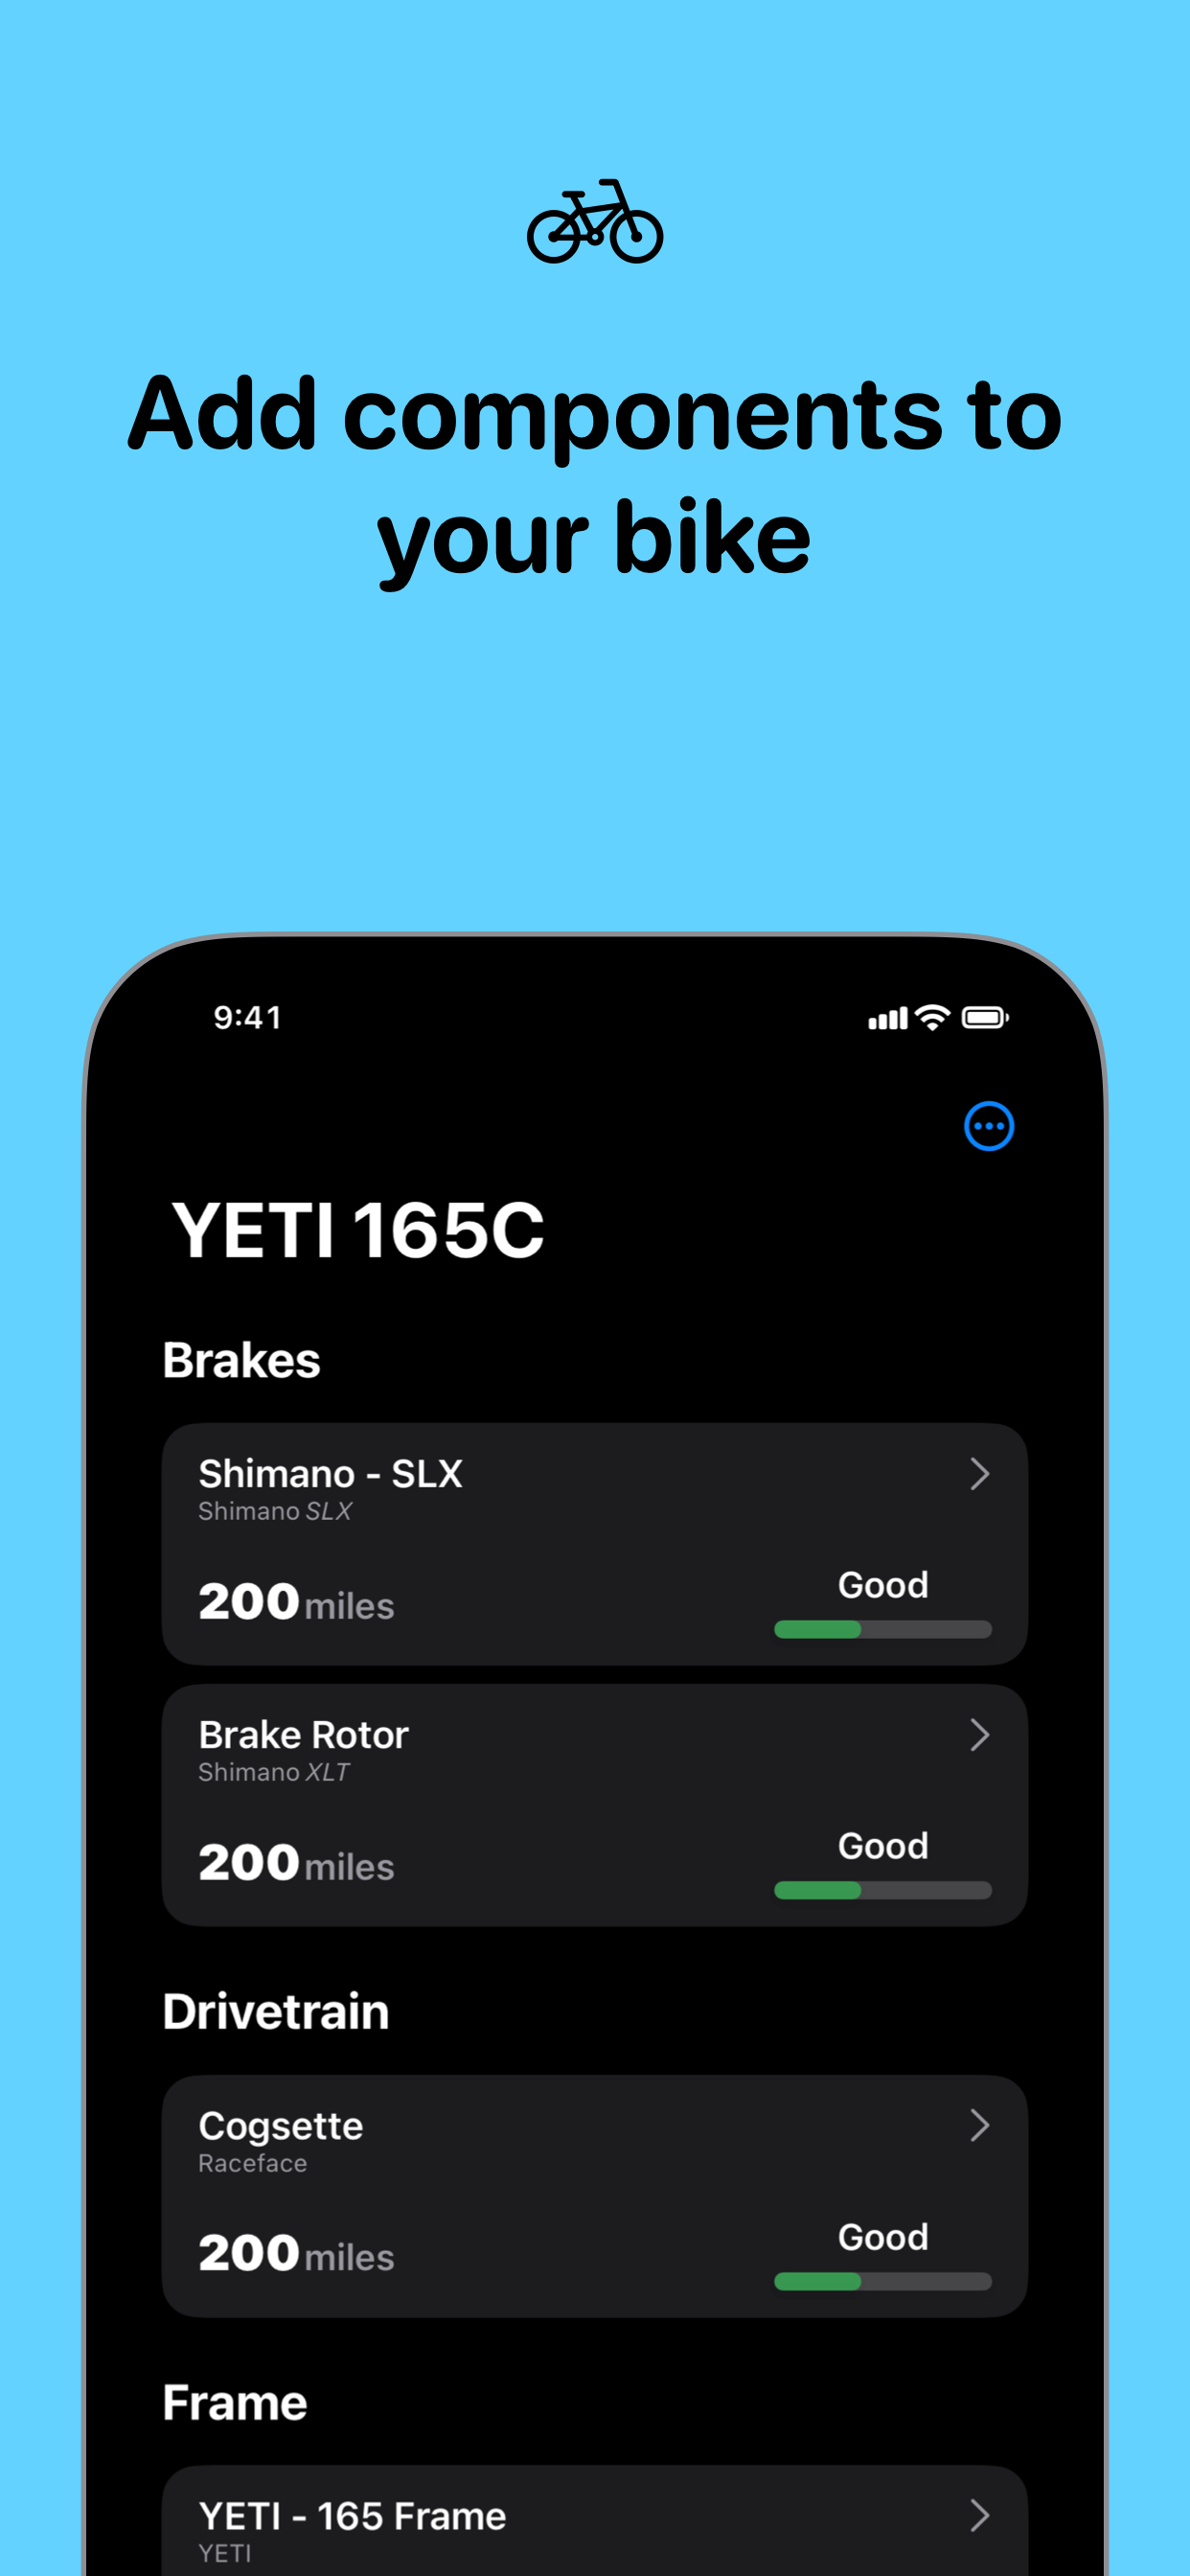 Add components to
your bike
9:41
YETI 165C
Brakes
Shimano - SLX
Shimano SLX
Good
200 miles
Brake Rotor
Shimano XLT
Good
200 miles
Drivetrain
Cogsette
Raceface
Good
200 miles
Frame
YETI - 165 Frame
YETI